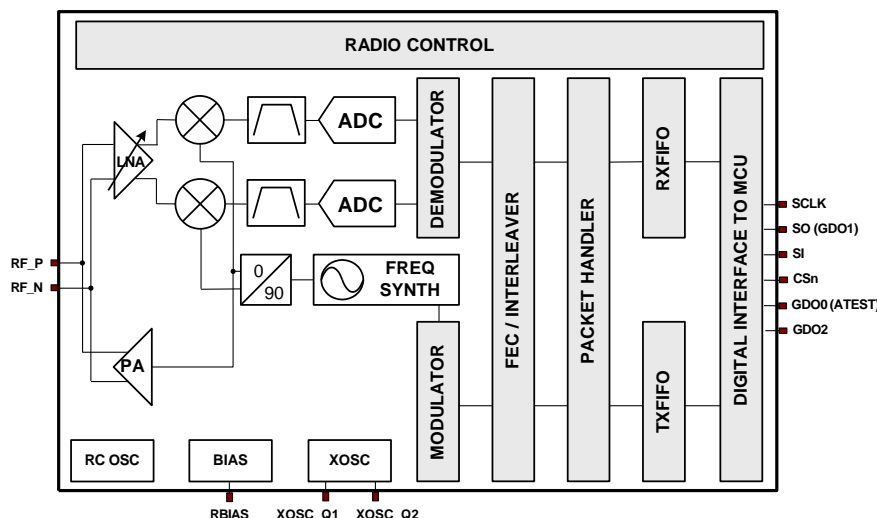 RADIO CONTROL
LNA
ADC
ADC
DEMODULATOR
FEC / INTERLEAVER
PACKET HANDLER
RXFIFO
DIGITAL INTERFACE TO MCU
SCLK
SO (GDO1)
SI
CSn
GDO0 (ATEST)
GDO2
RF_P
RF_N
0
90
FREQ
SYNTH
PA
MODULATOR
TXFIFO
RC OSC
BIAS
XOSC
RBIAS
XOSC_Q1
XOSC_Q2